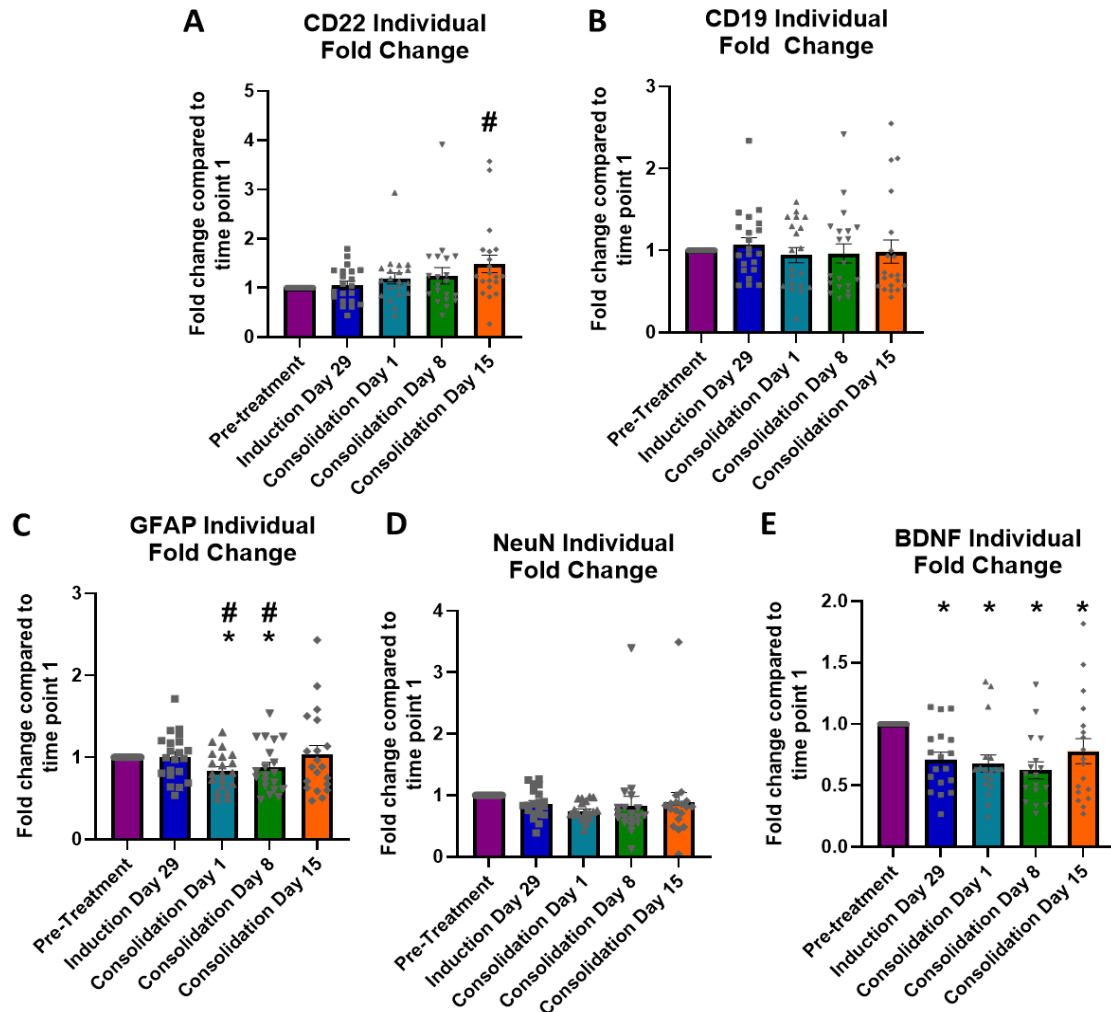 A
CD22 Individual
Fold Change
Fold change compared to
time point 1
5
4
3
2
1
0
#
Pre-treatment
Induction Day 29
Consolidation Day 1
Consolidation Day 8
Consolidation Day 15
B
CD19 Individual
Fold Change
Fold change compared to
time point 1
3
2
1
0
Pre-Treatment
Induction Day 29
Consolidation Day 1
Consolidation Day 8
Consolidation Day 15
C
GFAP Individual
Fold Change
Fold change compared to
time point 1
3
2
1
0
# #
* *
Pre-Treatment
Induction Day 29
Consolidation Day 1
Consolidation Day 8
Consolidation Day 15
D
NeuN Individual
Fold Change
Fold change compared to
time point 1
4
3
2
1
0
Pre-Treatment
Induction Day 29
Consolidation Day 1
Consolidation Day 8
Consolidation Day 15
E
BDNF Individual
Fold Change
Fold change compared to
time point 1
2.0
1.5
1.0
0.5
0.0
* * * *
Pre-treatment
Induction Day 29
Consolidation Day 1
Consolidation Day 8
Consolidation Day 15